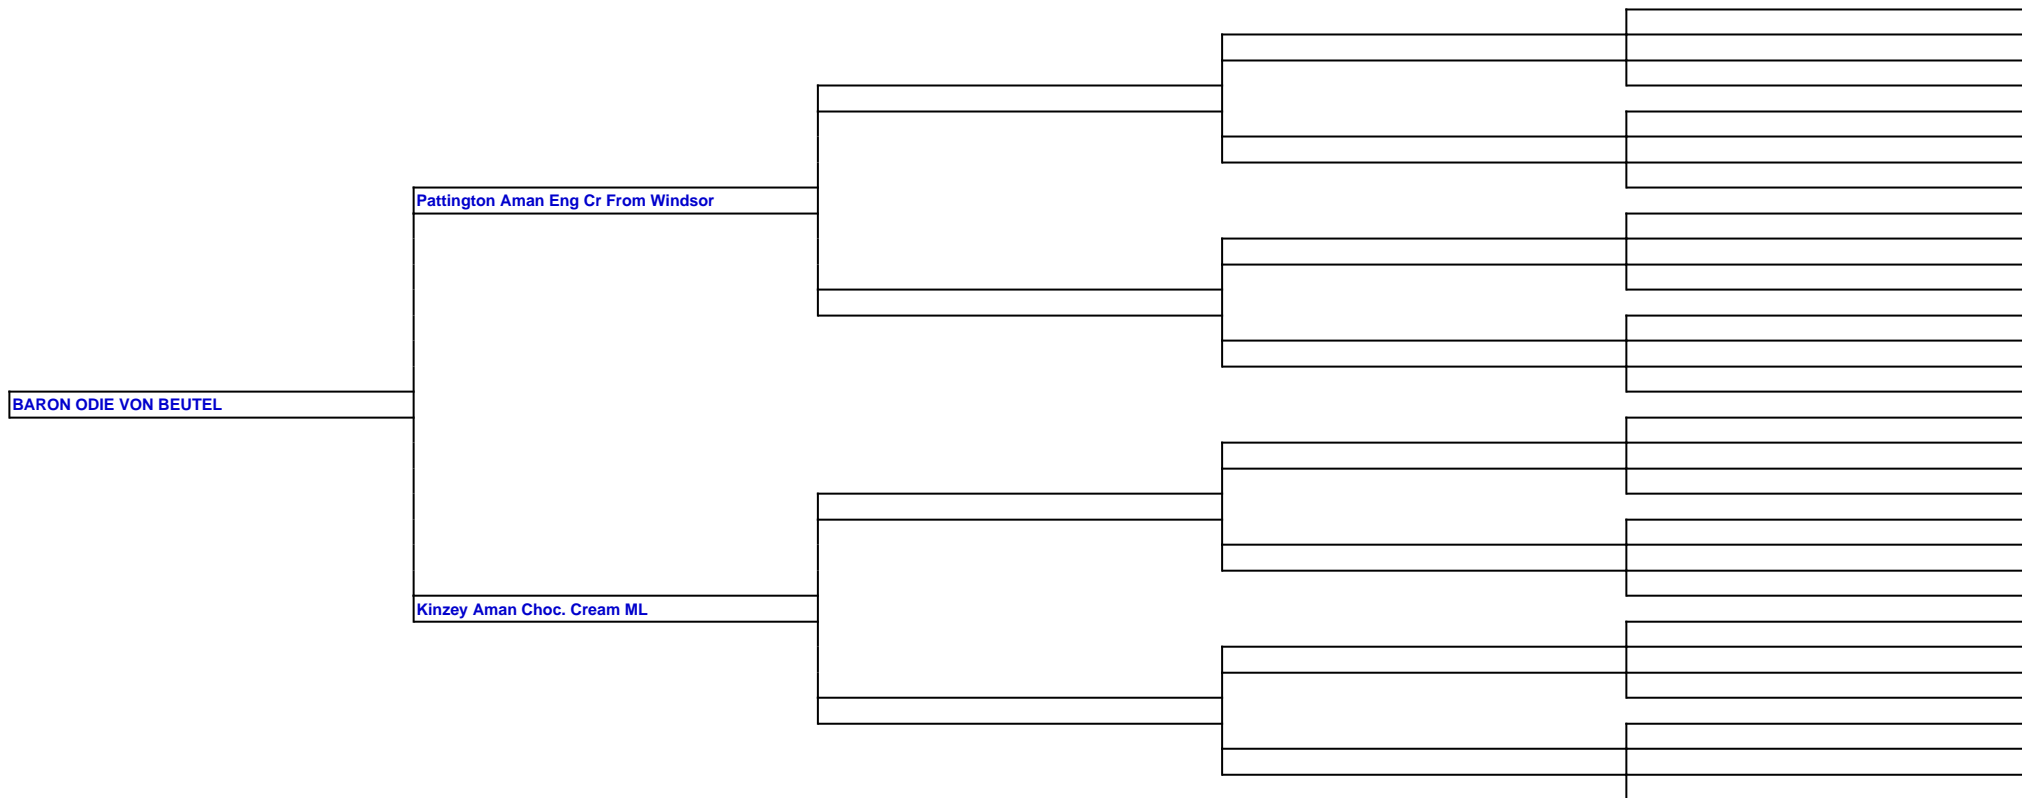 Pattington Aman Eng Cr From Windsor
BARON ODIE VON BEUTEL
Kinzey Aman Choc. Cream ML